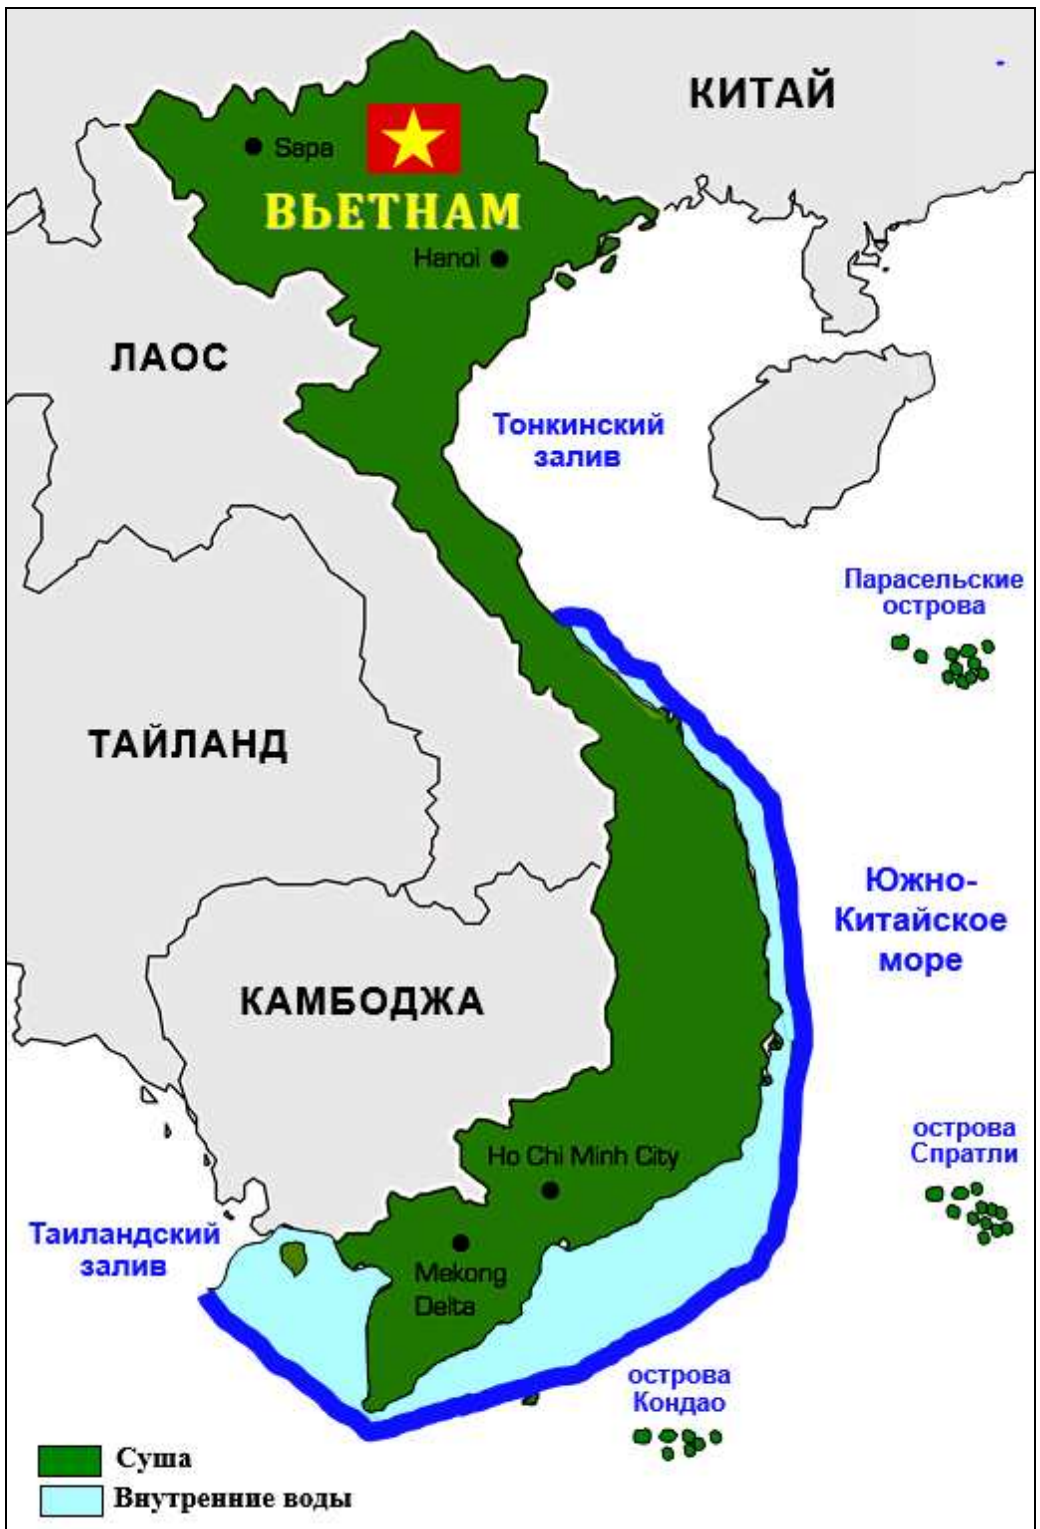 КИТАЙ
Sapa
ВЬЕТНАМ
Hanoi
ЛАОС
Тонкинский
залив
Парасельские
острова
ТАЙЛАНД
Южно-
Китайское
море
КАМБОДЖА
острова
Спратли
Ho Chi Minh City
Таиландский
залив
Mekong
Delta
острова
Кондао
Суша
Внутренние воды